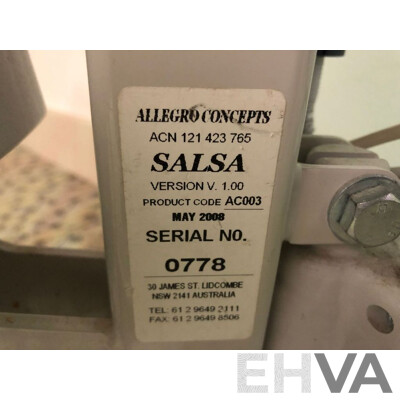 ALLEGRO CONCEPTS
ACN 121 423 765
SALSA
VERSION V. 1.00
PRODUCT CODE AC003
MAY 2008
SERIAL NO.
0778
30 JAMES ST. LIDCOMBE
NSW 2141 AUSTRALIA
TEL: 61 2 9649 2111
FAX: 61 2 9649 8506
EHVA